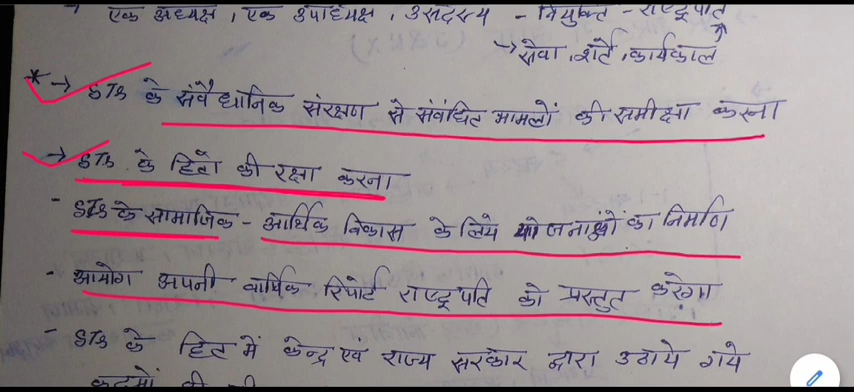 एक अध्यक्ष, एक उपाध्यक्ष, 3 सदस्य - नियुक्ति - राष्ट्रपति
→ सेवा, शर्ते, कार्यकाल
* → STs के संवैधानिक संरक्षण से संबंधित मामलों की समीक्षा करना
→ STs के हितो की रक्षा करना
- STs के सामाजिक - आर्थिक विकास के लिये योजनाओं का निर्माण
- आयोग अपनी वार्षिक रिपोर्ट राष्ट्रपति को प्रस्तुत करेगा
- STs के हित में केन्द्र एवं राज्य सरकार द्वारा उठाये गये
कदमों की